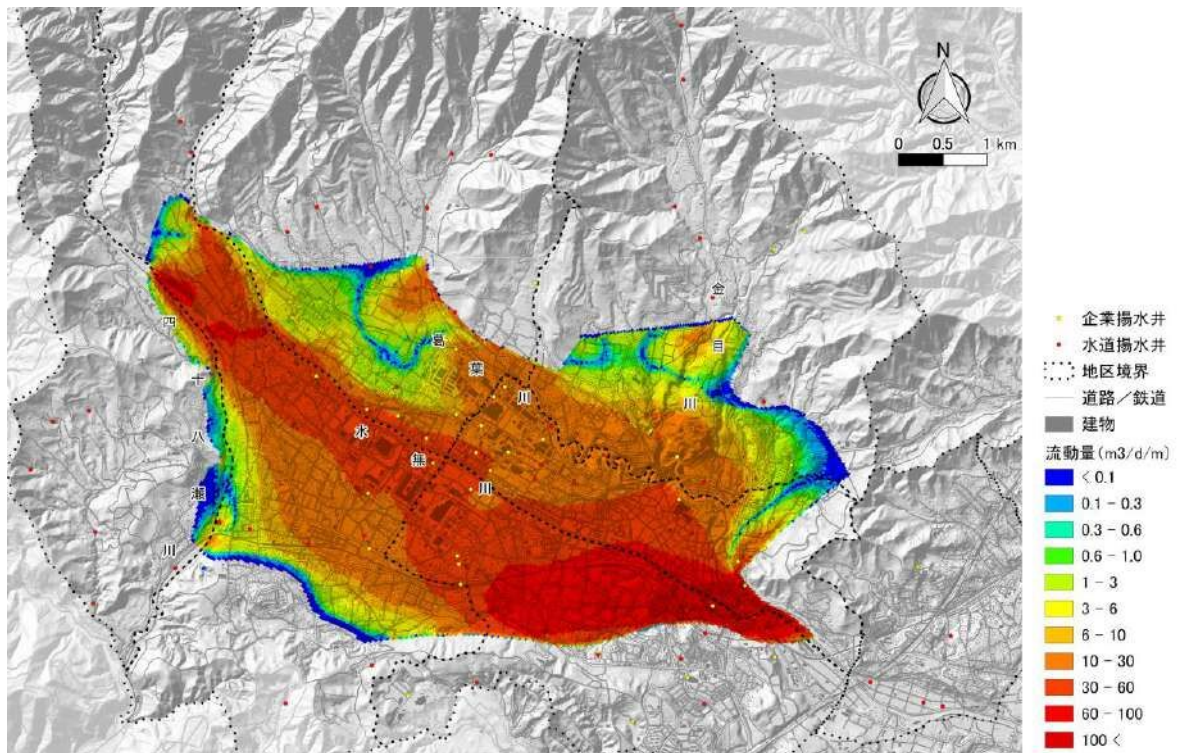 N
0 0.5 1 km
四十八瀬川
水無川
葛葉川
金目川
企業揚水井
水道揚水井
地区境界
道路/鉄道
建物
流動量(m3/d/m)
< 0.1
0.1 - 0.3
0.3 - 0.6
0.6 - 1.0
1 - 3
3 - 6
6 - 10
10 - 30
30 - 60
60 - 100
100 <